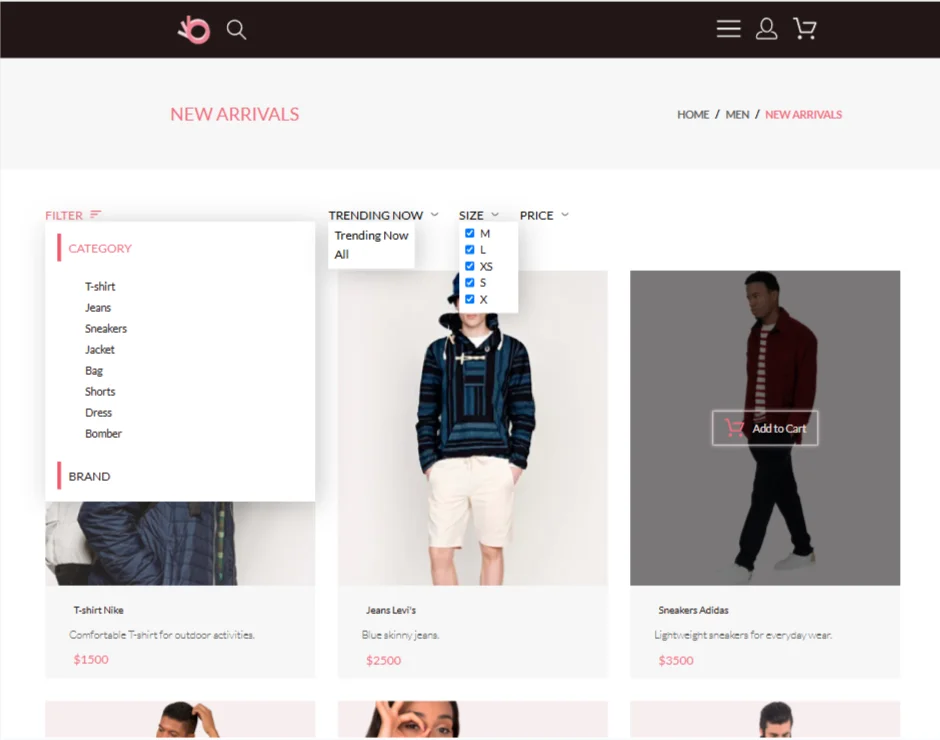 NEW ARRIVALS
HOME / MEN / NEW ARRIVALS
FILTER
TRENDING NOW
SIZE
PRICE
CATEGORY
T-shirt
Jeans
Sneakers
Jacket
Bag
Shorts
Dress
Bomber
BRAND
Trending Now
All
M
L
XS
S
X
Add to Cart
T-shirt Nike
Comfortable T-shirt for outdoor activities.
$1500
Jeans Levi's
Blue skinny jeans.
$2500
Sneakers Adidas
Lightweight sneakers for everyday wear.
$3500